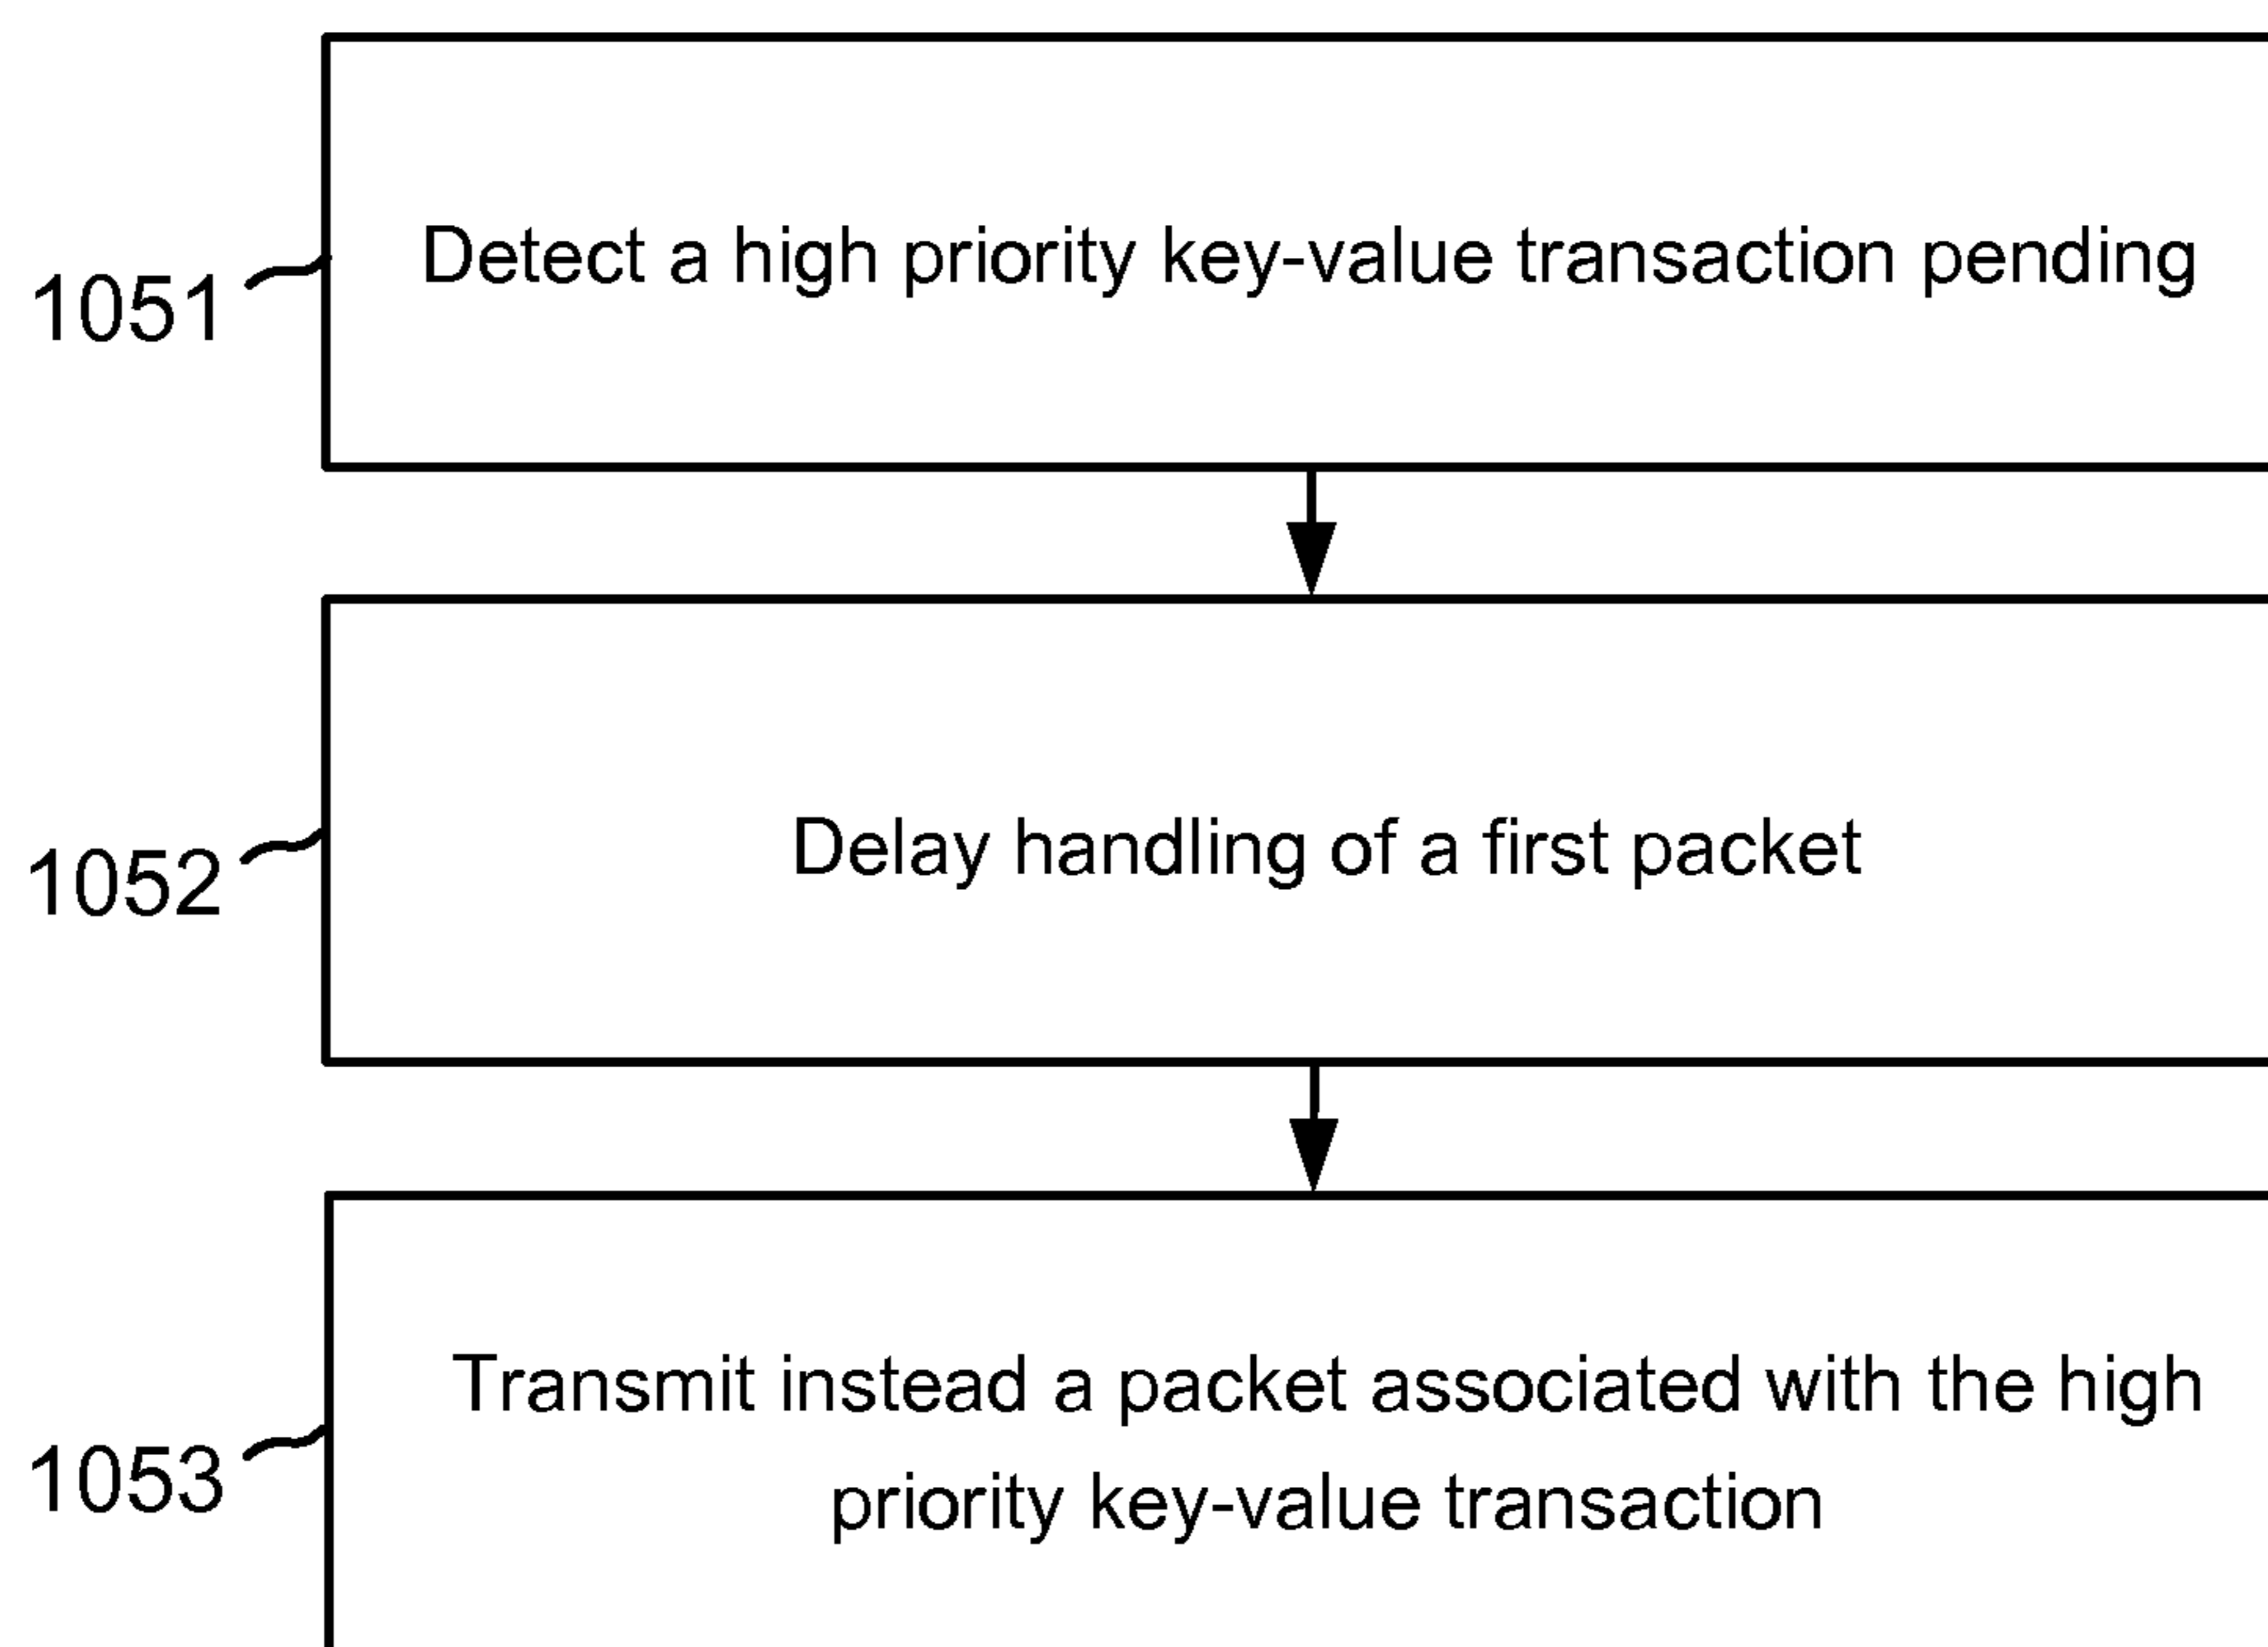 Detect a high priority key-value transaction pending
1051
Delay handling of a first packet
1052
Transmit instead a packet associated with the high
priority key-value transaction
1053